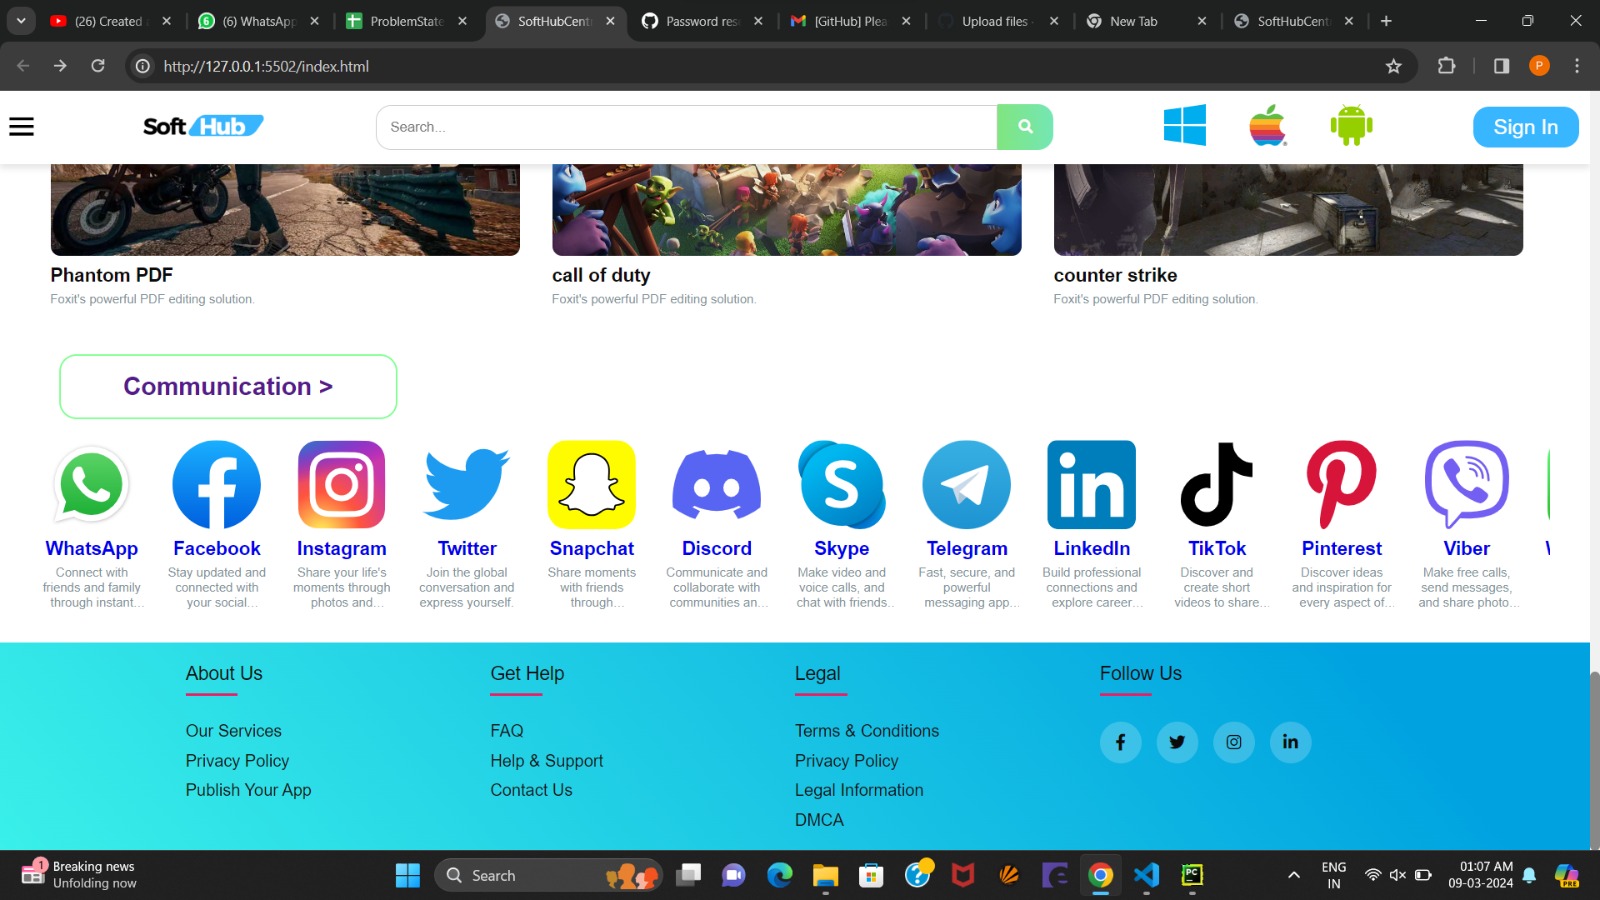 (26) Created
(6) WhatsApp
ProblemState
SoftHubCent
Password res
[GitHub] Plea
Upload files
New Tab
SoftHubCent
http://127.0.0.1:5502/index.html
P
Soft Hub
Search...
Sign In
Phantom PDF
Foxit's powerful PDF editing solution.
call of duty
Foxit's powerful PDF editing solution.
counter strike
Foxit's powerful PDF editing solution.
Communication >
WhatsApp
Connect with
friends and family
through instant...
Facebook
Stay updated and
connected with
your social...
Instagram
Share your life's
moments through
photos and...
Twitter
Join the global
conversation and
express yourself.
Snapchat
Share moments
with friends
through...
Discord
Communicate and
collaborate with
communities an...
Skype
Make video and
voice calls, and
chat with friends..
Telegram
Fast, secure, and
powerful
messaging app...
LinkedIn
Build professional
connections and
explore career...
TikTok
Discover and
create short
videos to share...
Pinterest
Discover ideas
and inspiration for
every aspect of...
Viber
Make free calls,
send messages,
and share photo...
About Us
Our Services
Privacy Policy
Publish Your App
Get Help
FAQ
Help & Support
Contact Us
Legal
Terms & Conditions
Privacy Policy
Legal Information
DMCA
Follow Us
1
Breaking news
Unfolding now
Search
PC
ENG
IN
01:07 AM
09-03-2024
PRE